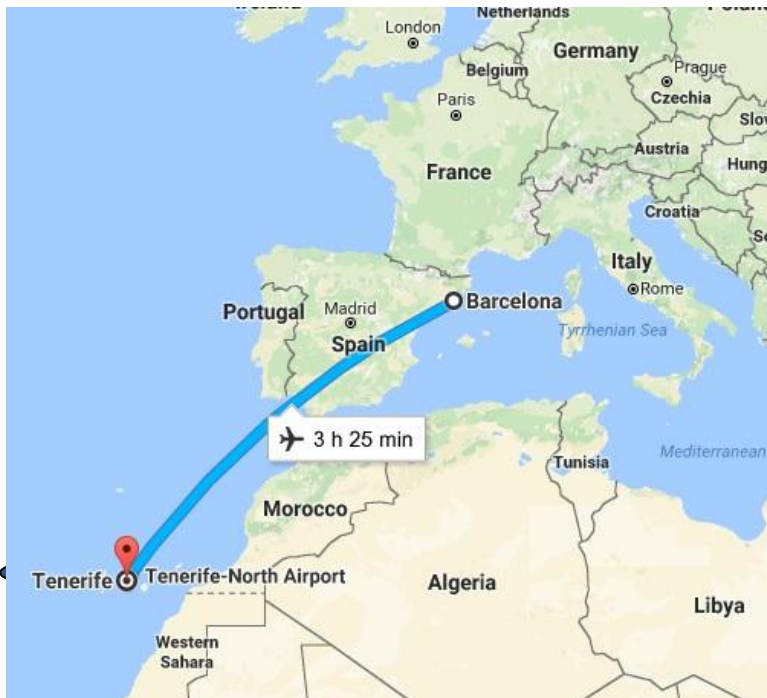 Netherlands
London
Germany
Belgium
Prague
Paris
Czechia
Austria
France
Croatia
Italy
Rome
Barcelona
Portugal
Madrid
Spain
Tyrrhenian Sea
3 h 25 min
Tunisia
Mediterranean
Morocco
Tenerife
Tenerife-North Airport
Algeria
Libya
Western
Sahara